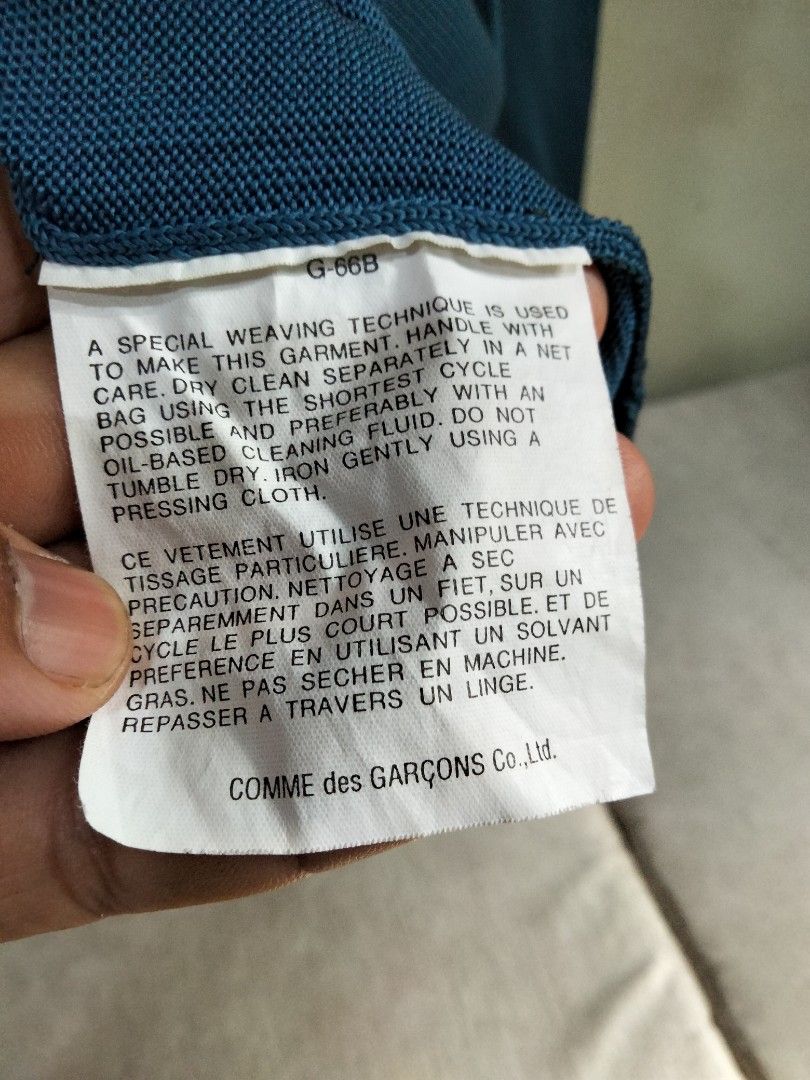 G-66B
A SPECIAL WEAVING TECHNIQUE IS USED
TO MAKE THIS GARMENT. HANDLE WITH
CARE. DRY CLEAN SEPARATELY IN A NET
BAG USING THE SHORTEST CYCLE
POSSIBLE AND PREFERABLY WITH AN
OIL-BASED CLEANING FLUID. DO NOT
TUMBLE DRY. IRON GENTLY USING A
PRESSING CLOTH.
CE VETEMENT UTILISE UNE TECHNIQUE DE
TISSAGE PARTICULIERE. MANIPULER AVEC
PRECAUTION. NETTOYAGE A SEC
SEPAREMMENT DANS UN FIET, SUR UN
CYCLE LE PLUS COURT POSSIBLE. ET DE
PREFERENCE EN UTILISANT UN SOLVANT
GRAS. NE PAS SECHER EN MACHINE.
REPASSER A TRAVERS UN LINGE.
COMME des GARÇONS Co.,Ltd.